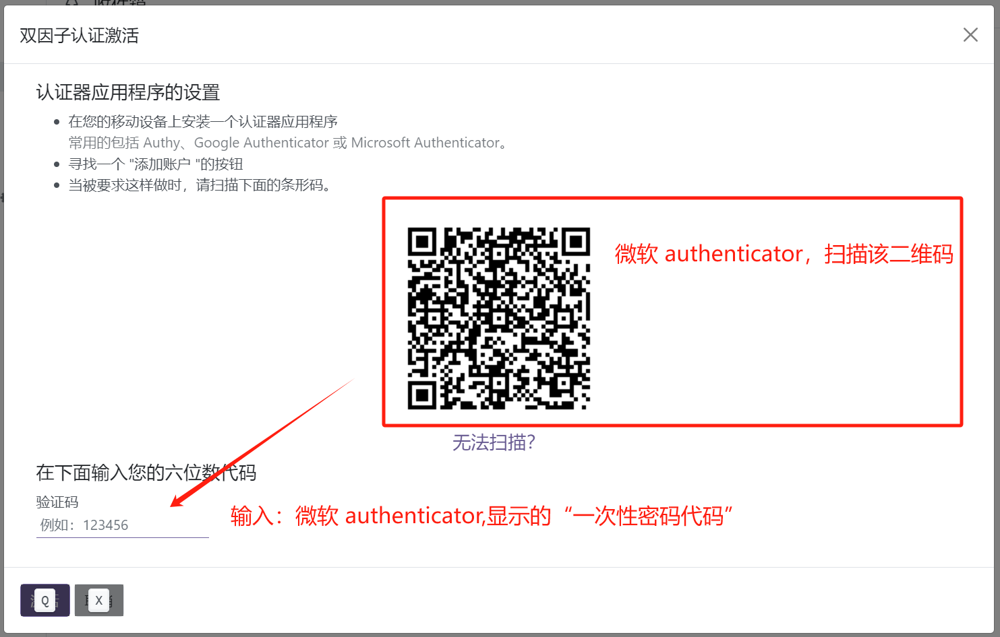 双因子认证激活
认证器应用程序的设置
在您的移动设备上安装一个认证器应用程序
常用的包括 Authy、Google Authenticator 或 Microsoft Authenticator。
寻找一个 "添加账户 "的按钮
当被要求这样做时，请扫描下面的条形码。
微软 authenticator，扫描该二维码
无法扫描？
在下面输入您的六位数代码
验证码
例如：123456
输入：微软 authenticator,显示的“一次性密码代码”
Q
X